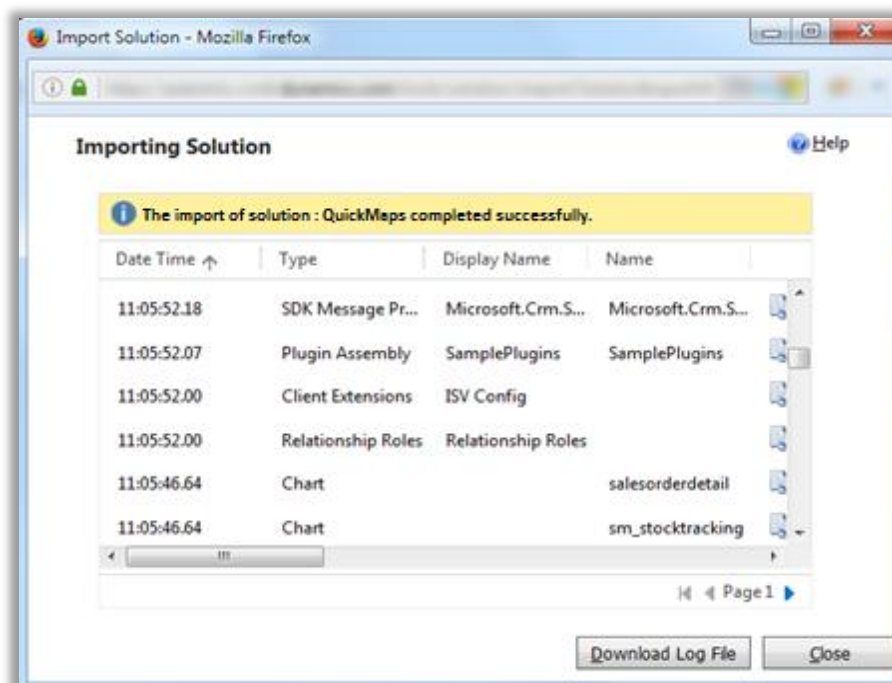 Import Solution - Mozilla Firefox
Importing Solution
Help
The import of solution : QuickMaps completed successfully.
Date Time Type Display Name Name
11:05:52.18 SDK Message Pr... Microsoft.Crm.S... Microsoft.Crm.S...
11:05:52.07 Plugin Assembly SamplePlugins SamplePlugins
11:05:52.00 Client Extensions ISV Config
11:05:52.00 Relationship Roles Relationship Roles
11:05:46.64 Chart salesorderdetail
11:05:46.64 Chart sm_stocktracking
Page 1
Download Log File Close